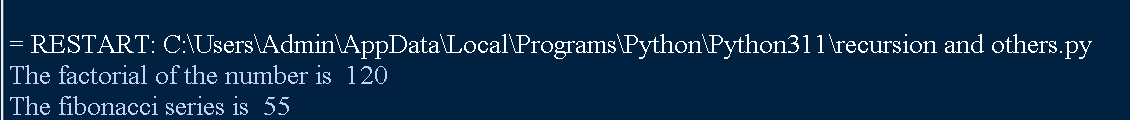 = RESTART: C:\Users\Admin\AppData\Local\Programs\Python\Python311\recursion and others.py
The factorial of the number is  120
The fibonacci series is  55